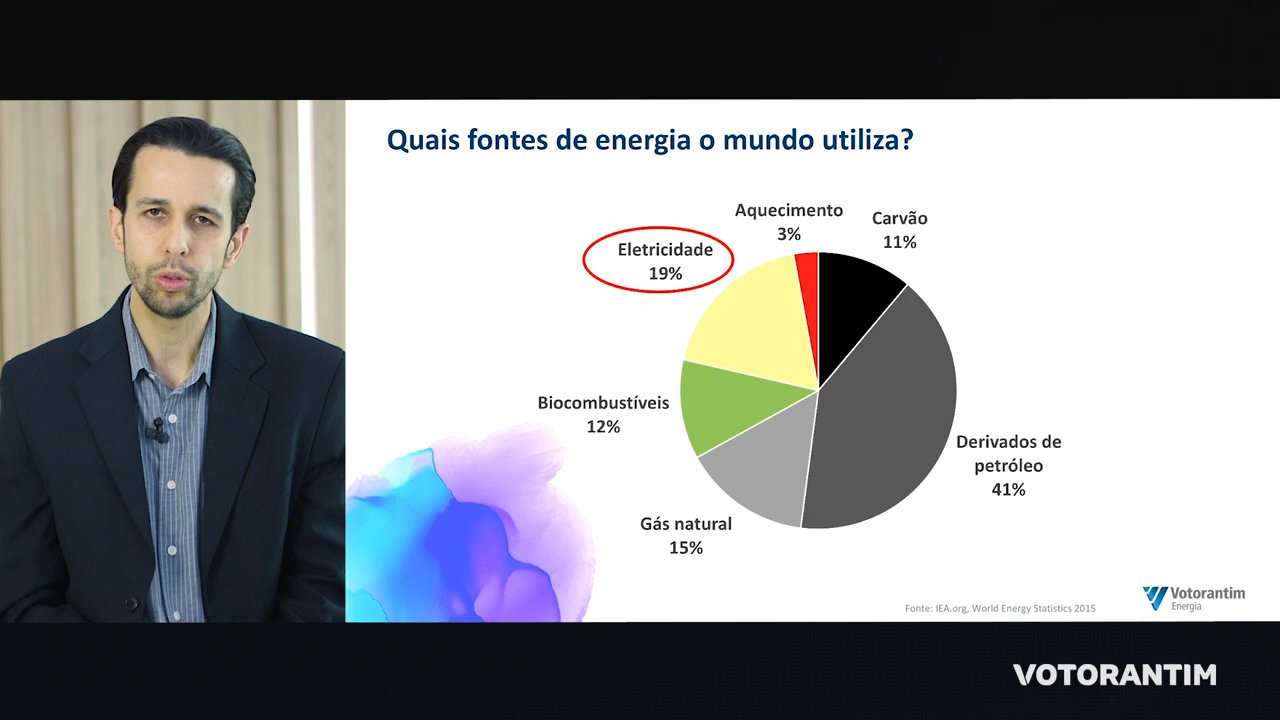 Quais fontes de energia o mundo utiliza?
Aquecimento
3%
Carvão
11%
Eletricidade
19%
Biocombustíveis
12%
Derivados de
petróleo
41%
Gás natural
15%
Fonte: IEA.org, World Energy Statistics 2015
Votorantim
Energia
VOTORANTIM